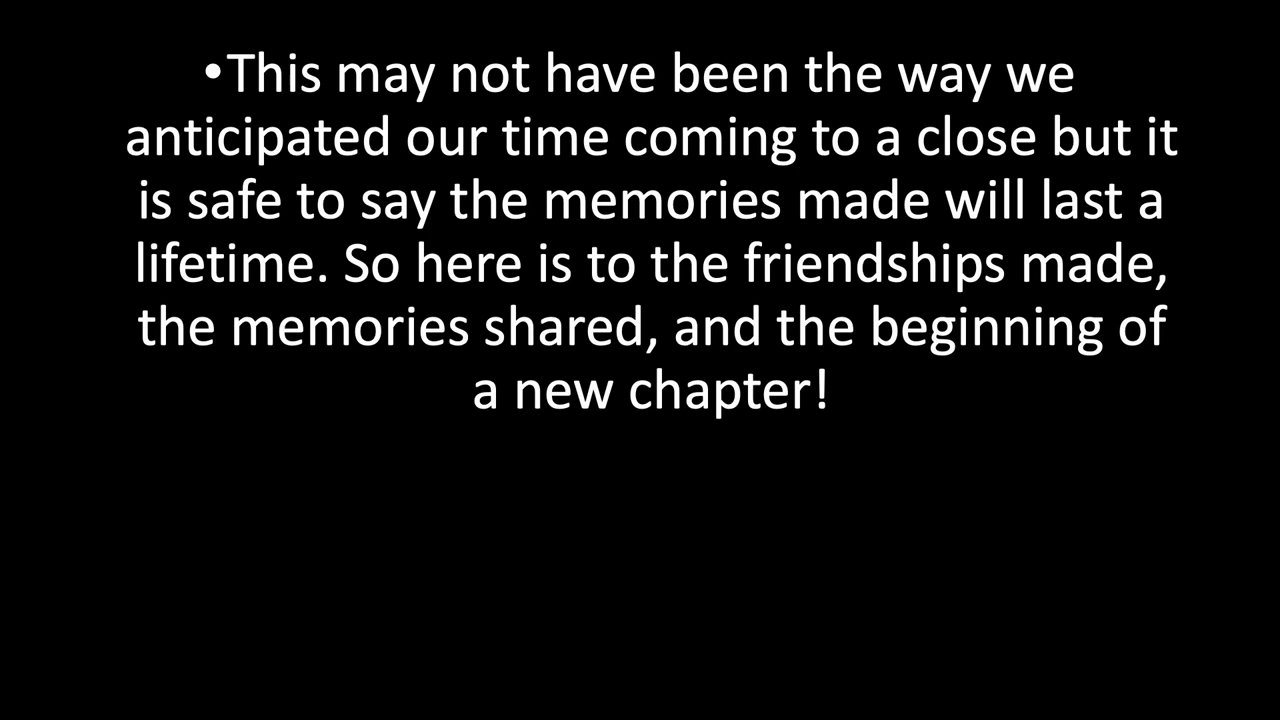 •This may not have been the way we
anticipated our time coming to a close but it
is safe to say the memories made will last a
lifetime. So here is to the friendships made,
the memories shared, and the beginning of
a new chapter!